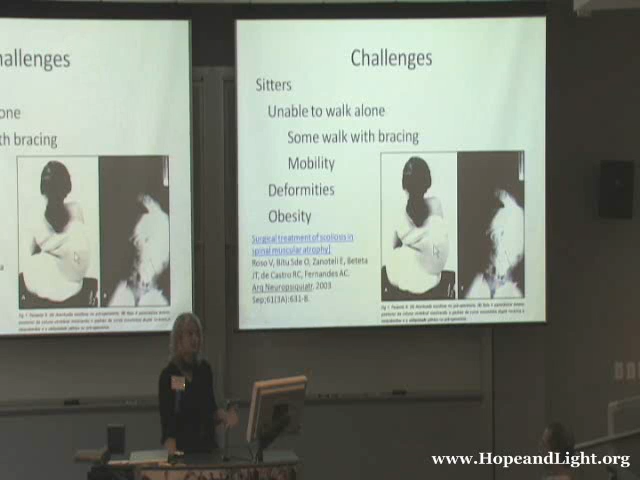 hallenges
one
th bracing
Challenges
Sitters
Unable to walk alone
Some walk with bracing
Mobility
Deformities
Obesity
Surgical treatment of scoliosis in
spinal muscular atrophy]
Roso V, Bitu Sde O, Zanoteli E, Beteta
JT, de Castro RC, Fernandes AC.
Arq Neuropsiquiatr. 2003
Sep;61(3A):631-8.
www.HopeandLight.org